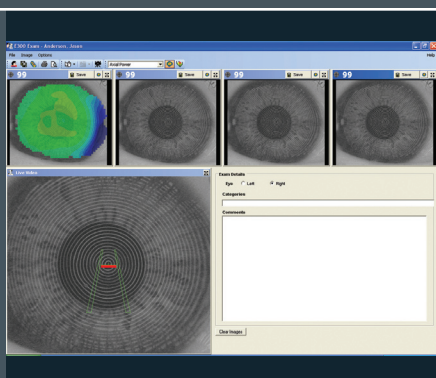 E300 Exam - Anderson, Jason
File Image Options Help
Axial Power
99 Save
99 Save
99 Save
99 Save
Live Video
Exam Details
Eye Left Right
Categories
Comments
Clear Images